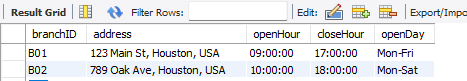 Result Grid Filter Rows: Edit: Export/Impo
branchID address openHour closeHour openDay
B01 123 Main St, Houston, USA 09:00:00 17:00:00 Mon-Fri
B02 789 Oak Ave, Houston, USA 10:00:00 18:00:00 Mon-Sat